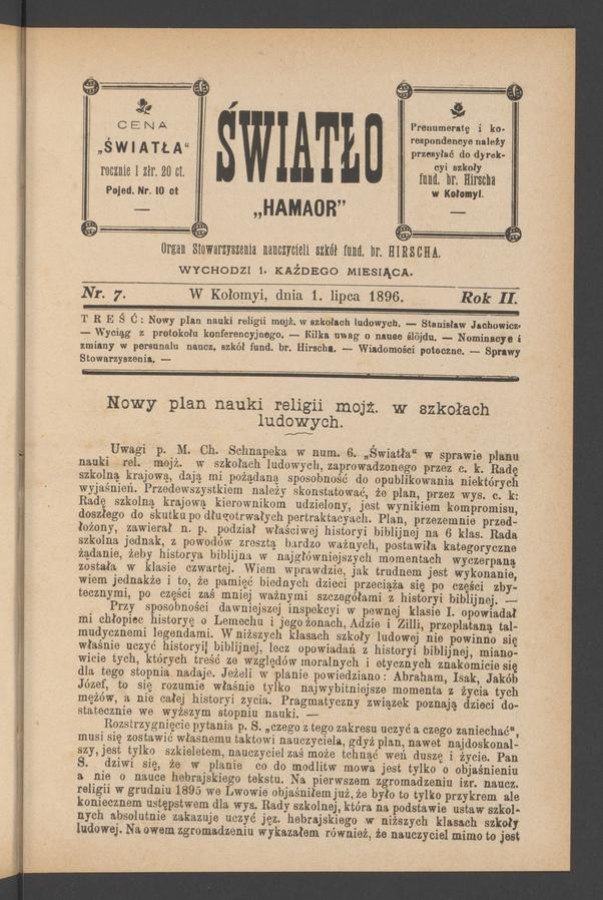 CENA
„ŚWIATŁA“
rocznie 1 złr. 20 ct.
Pojed. Nr. 10 ct
ŚWIATŁO
„HAMAOR”
Prenumeratę i ko-
respondencye należy
przesyłać do dyrek-
cyi szkoły
fund. br. Hirscha
w Kołomyi.
Organ Stowarzyszenia nauczycieli szkół fund. br. HIRSCHA.
WYCHODZI 1. KAŻDEGO MIESIĄCA.
Nr. 7. W Kołomyi, dnia 1. lipca 1896. Rok II.
TREŚĆ: Nowy plan nauki religii mojż. w szkołach ludowych. — Stanisław Jachowicz.
— Wyciąg z protokołu konferencyjnego. — Kilka uwag o nauce ślöjdu. — Nominacye i
zmiany w personalu naucz. szkół fund. br. Hirscha. — Wiadomości potoczne. — Sprawy
Stowarzyszenia. —
Nowy plan nauki religii mojż. w szkołach
ludowych.
Uwagi p. M. Ch. Schnapeka w num. 6. „Światła“ w sprawie planu
nauki rel. mojż. w szkołach ludowych, zaprowadzonego przez c. k. Radę
szkolną krajową, dają mi pożądaną sposobność do opublikowania niektórych
wyjaśnień. Przedewszystkiem należy skonstatować, że plan, przez wys. c. k:
Radę szkolną krajową kierownikom udzielony, jest wynikiem kompromisu,
doszłego do skutku po długotrwałych pertraktacyach. Plan, przezemnie przed-
łożony, zawierał n. p. podział właściwej historyi biblijnej na 6 klas. Rada
szkolna jednak, z powodów zresztą bardzo ważnych, postawiła kategoryczne
żądanie, żeby historya biblijna w najgłówniejszych momentach wyczerpaną
została w klasie czwartej. Wiem wprawdzie, jak trudnem jest wykonanie,
wiem jednakże i to, że pamięć biednych dzieci przeciąża się po części zby-
tecznymi, po części zaś mniej ważnymi szczegółami z historyi biblijnej. —
Przy sposobności dawniejszej inspekcyi w pewnej klasie I. opowiadał
mi chłopiec historyę o Lemechu i jego żonach, Adzie i Zilli, przeplataną tal-
mudycznemi legendami. W niższych klasach szkoły ludowej nie powinno się
właśnie uczyć historyi biblijnej, lecz opowiadań z historyi biblijnej, miano-
wicie tych, których treść ze względów moralnych i etycznych znakomicie się
dla tego stopnia nadaje. Jeżeli w planie powiedziano: Abraham, Isak, Jakób
Józef, to się rozumie właśnie tylko najwybitniejsze momenta z życia tych
mężów, a nie całej historyi życia. Pragmatyczny związek poznają dzieci do-
statecznie we wyższym stopniu nauki. —
Rozstrzygnięcie pytania p. S. „czego z tego zakresu uczyć a czego zaniechać“,
musi się zostawić własnemu taktowi nauczyciela, gdyż plan, nawet najdoskonal-
szy, jest tylko szkieletem, nauczyciel zaś może tchnąć weń duszę i życie. Pan
S. dziwi się, że w planie co do modlitw mowa jest tylko o objaśnieniu
a nie o nauce hebrajskiego tekstu. Na pierwszem zgromadzeniu izr. naucz.
religii w grudniu 1895 we Lwowie objaśniłem już, że było to tylko przykrem ale
koniecznem ustępstwem dla wys. Rady szkolnej, która na podstawie ustaw szkol-
nych absolutnie zakazuje uczyć jęz. hebrajskiego w niższych klasach szkoły
ludowej. Na owem zgromadzeniu wykazałem również, że nauczyciel mimo to jest